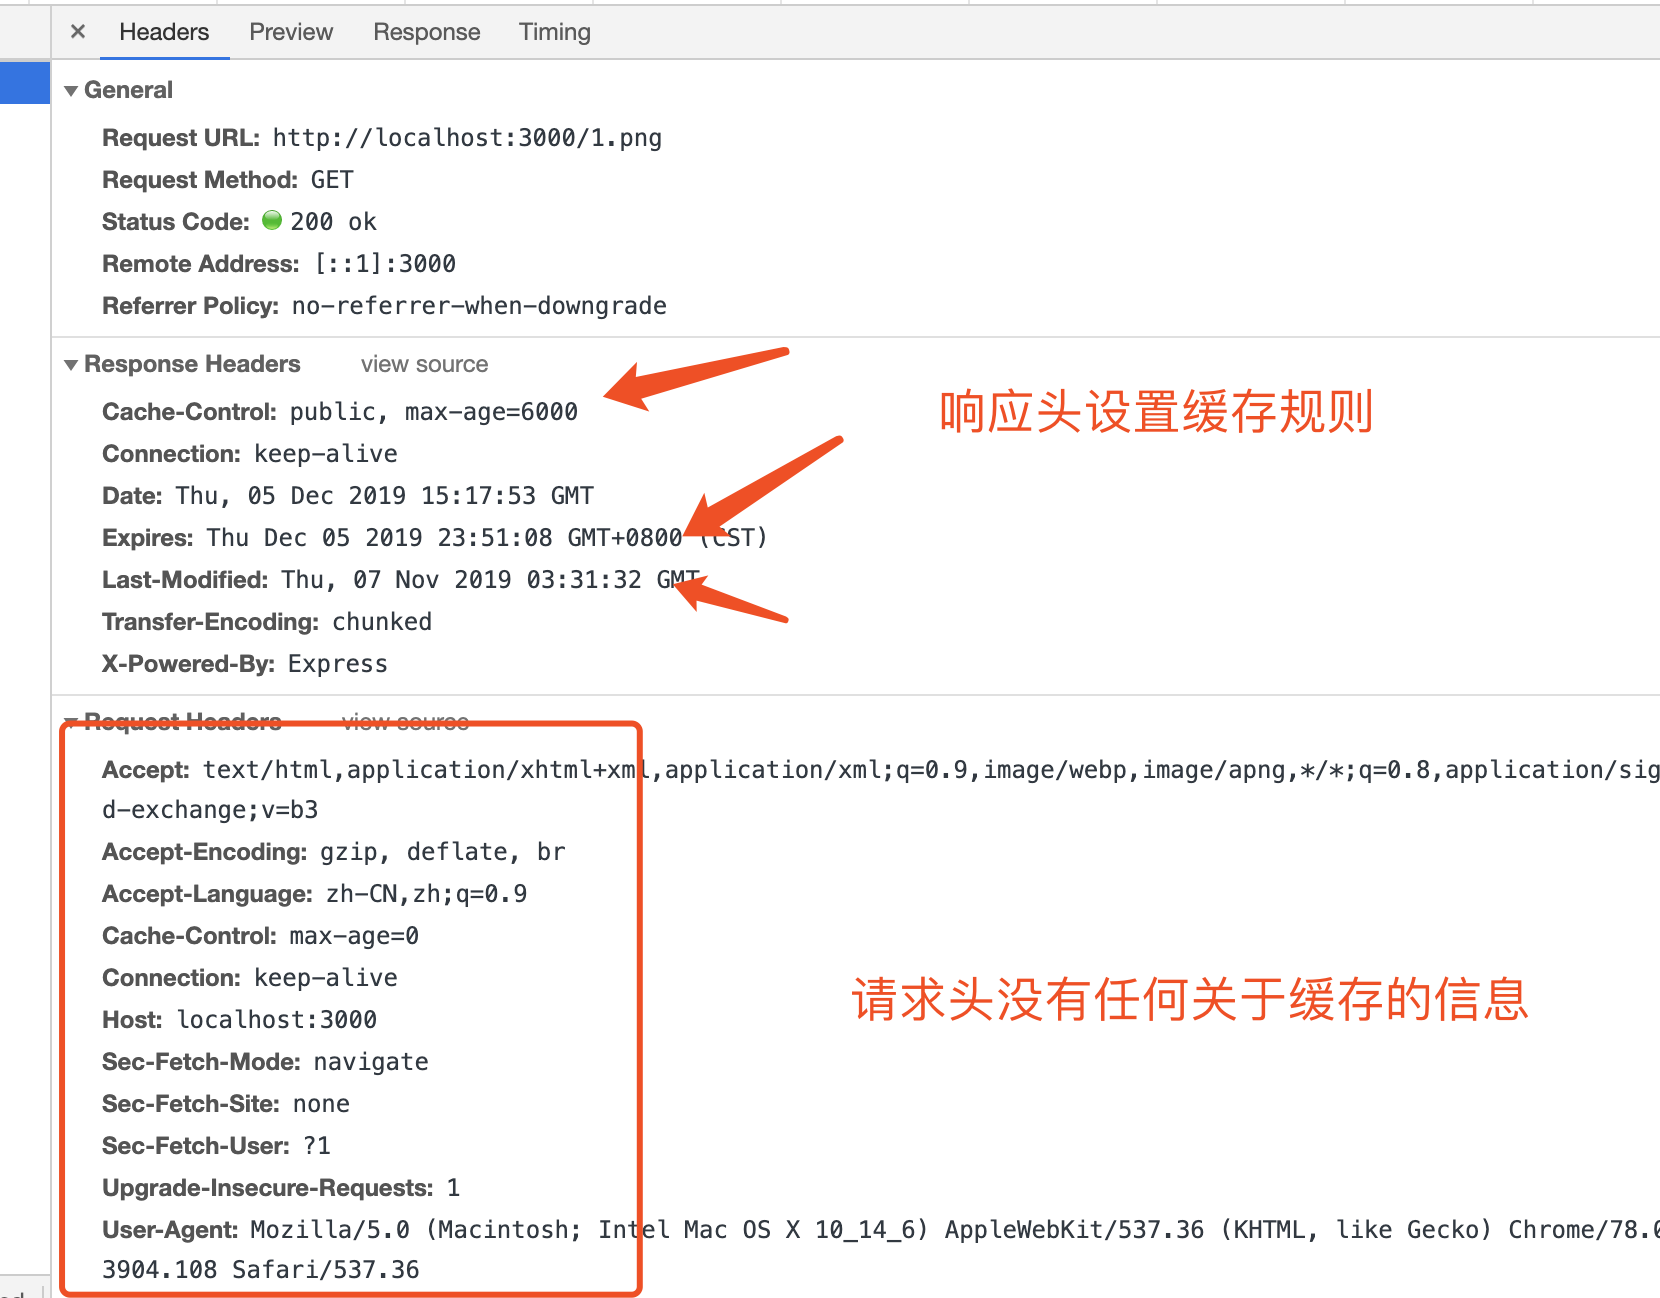 × Headers Preview Response Timing
General
Request URL: http://localhost:3000/1.png
Request Method: GET
Status Code: 200 ok
Remote Address: [::1]:3000
Referrer Policy: no-referrer-when-downgrade
Response Headers view source
Cache-Control: public, max-age=6000
响应头设置缓存规则
Connection: keep-alive
Date: Thu, 05 Dec 2019 15:17:53 GMT
Expires: Thu Dec 05 2019 23:51:08 GMT+0800 (CST)
Last-Modified: Thu, 07 Nov 2019 03:31:32 GMT
Transfer-Encoding: chunked
X-Powered-By: Express
Request Headers view source
Accept: text/html,application/xhtml+xml,application/xml;q=0.9,image/webp,image/apng,*/*;q=0.8,application/sig
d-exchange;v=b3
Accept-Encoding: gzip, deflate, br
Accept-Language: zh-CN,zh;q=0.9
Cache-Control: max-age=0
Connection: keep-alive
请求头没有任何关于缓存的信息
Host: localhost:3000
Sec-Fetch-Mode: navigate
Sec-Fetch-Site: none
Sec-Fetch-User: ?1
Upgrade-Insecure-Requests: 1
User-Agent: Mozilla/5.0 (Macintosh; Intel Mac OS X 10_14_6) AppleWebKit/537.36 (KHTML, like Gecko) Chrome/78.0
3904.108 Safari/537.36